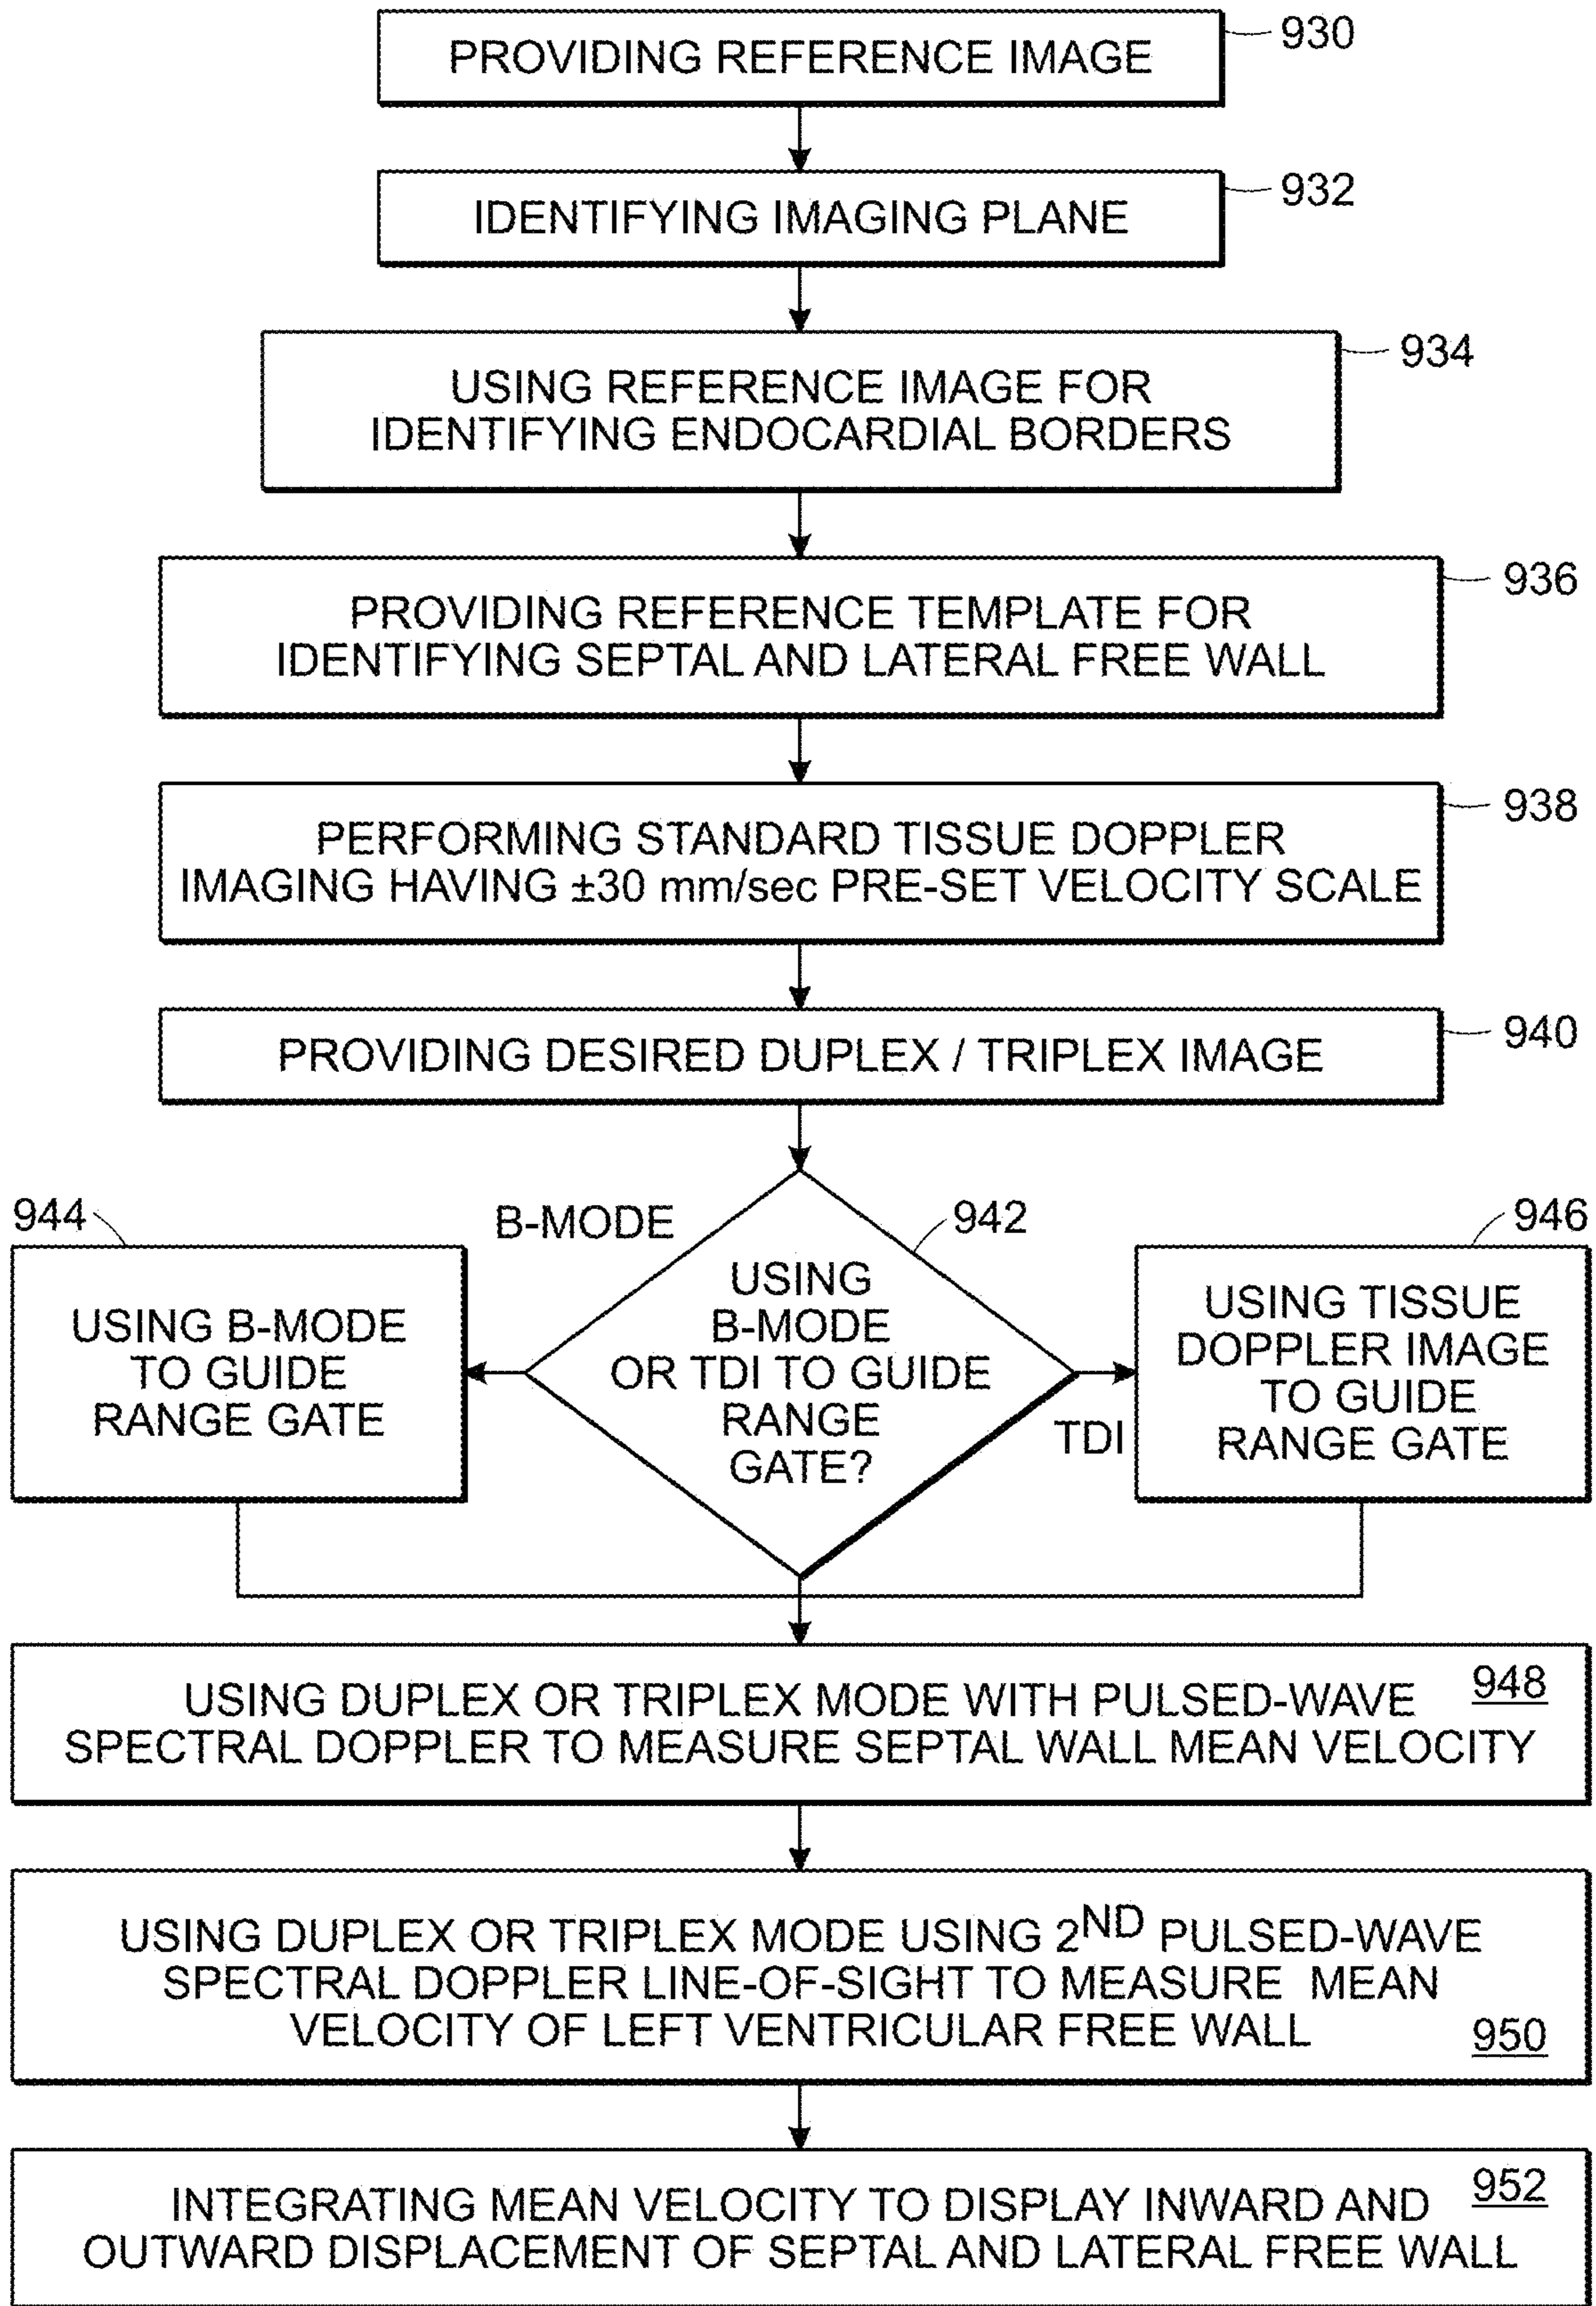 PROVIDING REFERENCE IMAGE
930
IDENTIFYING IMAGING PLANE
932
USING REFERENCE IMAGE FOR
IDENTIFYING ENDOCARDIAL BORDERS
934
PROVIDING REFERENCE TEMPLATE FOR
IDENTIFYING SEPTAL AND LATERAL FREE WALL
936
PERFORMING STANDARD TISSUE DOPPLER
IMAGING HAVING ±30 mm/sec PRE-SET VELOCITY SCALE
938
PROVIDING DESIRED DUPLEX / TRIPLEX IMAGE
940
944
USING B-MODE
TO GUIDE
RANGE GATE
B-MODE
942
USING
B-MODE
OR TDI TO GUIDE
RANGE
GATE?
TDI
946
USING TISSUE
DOPPLER IMAGE
TO GUIDE
RANGE GATE
USING DUPLEX OR TRIPLEX MODE WITH PULSED-WAVE
SPECTRAL DOPPLER TO MEASURE SEPTAL WALL MEAN VELOCITY
948
USING DUPLEX OR TRIPLEX MODE USING 2ND PULSED-WAVE
SPECTRAL DOPPLER LINE-OF-SIGHT TO MEASURE MEAN
VELOCITY OF LEFT VENTRICULAR FREE WALL
950
INTEGRATING MEAN VELOCITY TO DISPLAY INWARD AND
OUTWARD DISPLACEMENT OF SEPTAL AND LATERAL FREE WALL
952